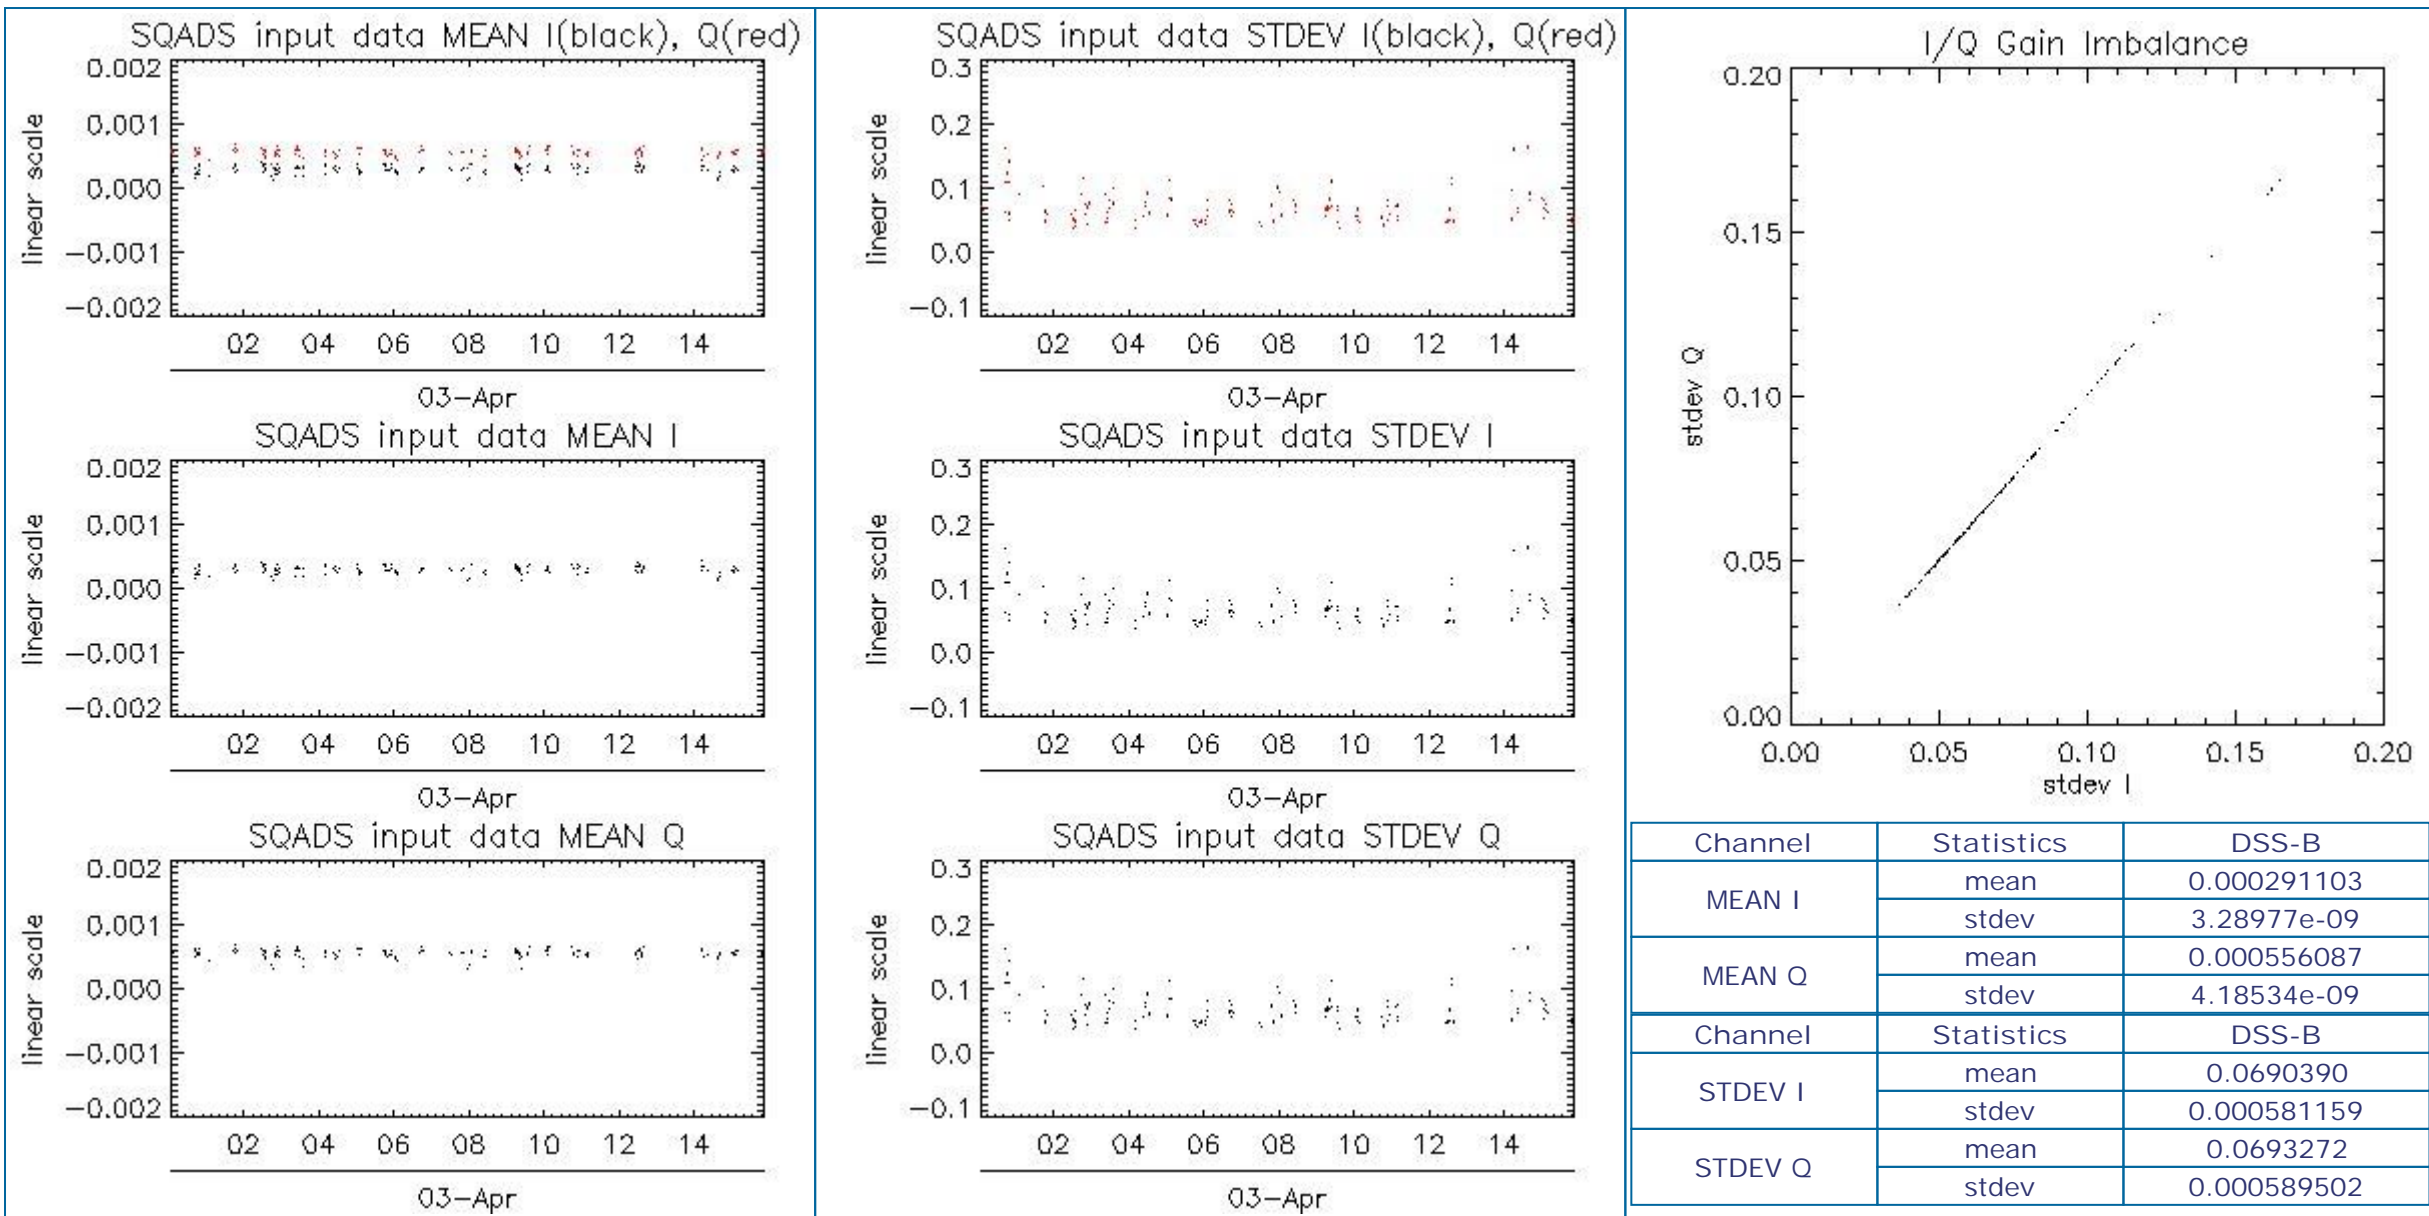 SQADS input data MEAN I(black), Q(red)
0.002
0.001
0.000
-0.001
-0.002
linear scale
02 04 06 08 10 12 14
03-Apr
SQADS input data MEAN I
0.002
0.001
0.000
-0.001
-0.002
linear scale
02 04 06 08 10 12 14
03-Apr
SQADS input data MEAN Q
0.002
0.001
0.000
-0.001
-0.002
linear scale
02 04 06 08 10 12 14
03-Apr
SQADS input data STDEV I(black), Q(red)
0.3
0.2
0.1
0.0
-0.1
linear scale
02 04 06 08 10 12 14
03-Apr
SQADS input data STDEV I
0.3
0.2
0.1
0.0
-0.1
linear scale
02 04 06 08 10 12 14
03-Apr
SQADS input data STDEV Q
0.3
0.2
0.1
0.0
-0.1
linear scale
02 04 06 08 10 12 14
03-Apr
I/Q Gain Imbalance
0.20
0.15
0.10
0.05
0.00
stdev Q
0.00 0.05 0.10 0.15 0.20
stdev I
Channel Statistics DSS-B
MEAN I mean 0.000291103
stdev 3.28977e-09
MEAN Q mean 0.000556087
stdev 4.18534e-09
Channel Statistics DSS-B
STDEV I mean 0.0690390
stdev 0.000581159
STDEV Q mean 0.0693272
stdev 0.000589502